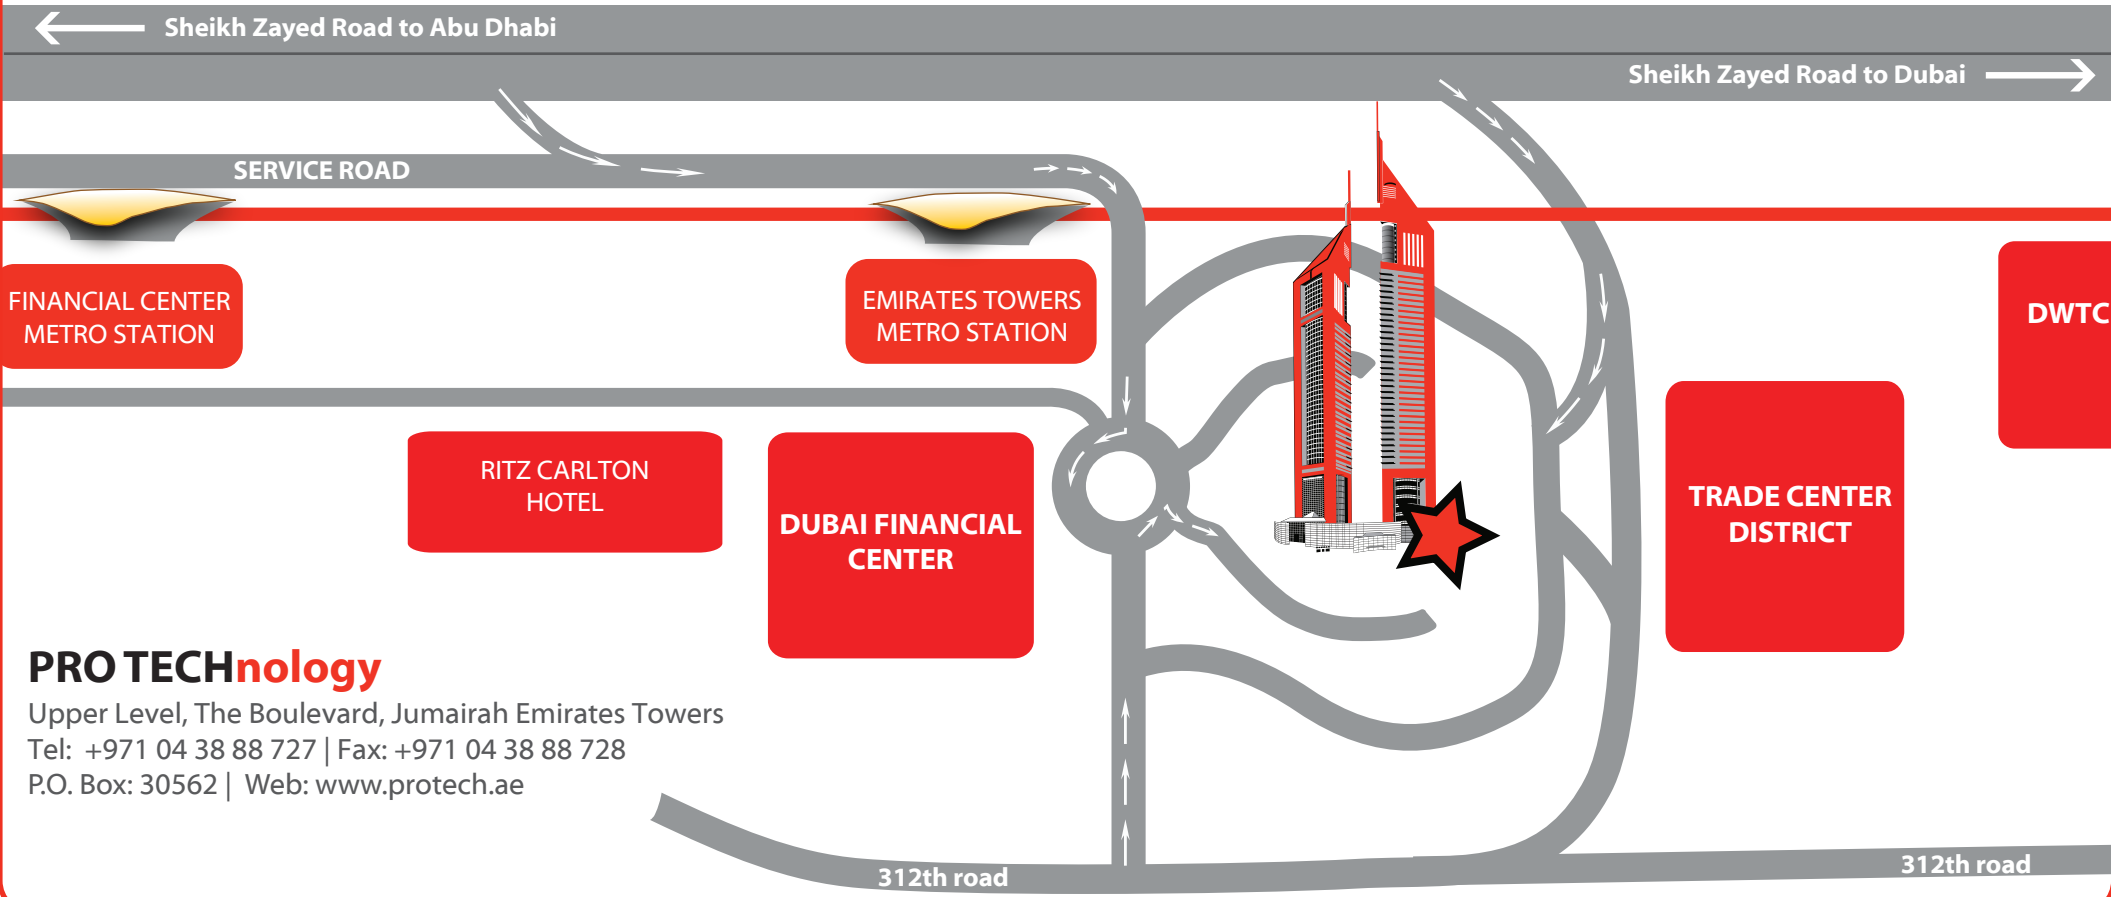 Sheikh Zayed Road to Abu Dhabi
Sheikh Zayed Road to Dubai
SERVICE ROAD
FINANCIAL CENTER
METRO STATION
EMIRATES TOWERS
METRO STATION
DWTC
RITZ CARLTON
HOTEL
DUBAI FINANCIAL
CENTER
TRADE CENTER
DISTRICT
PRO TECHnology
Upper Level, The Boulevard, Jumairah Emirates Towers
Tel: +971 04 38 88 727 | Fax: +971 04 38 88 728
P.O. Box: 30562 | Web: www.protech.ae
312th road
312th road